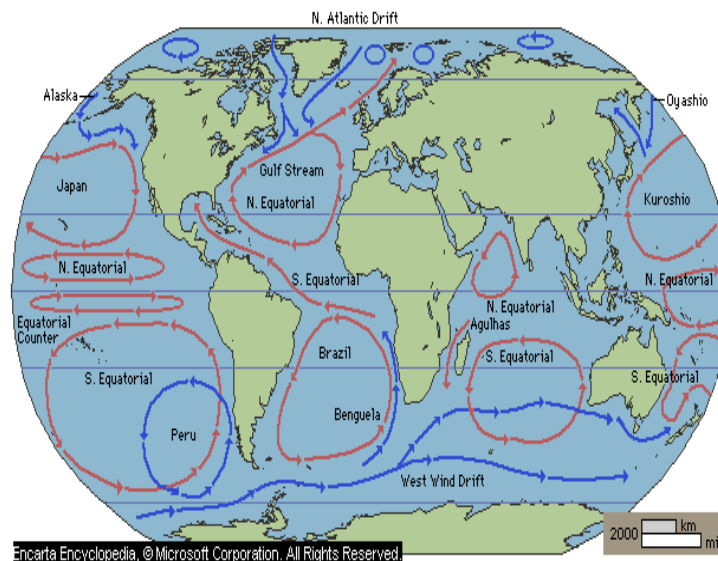 N. Atlantic Drift
Alaska
Oyashio
Gulf Stream
Japan
N. Equatorial
Kuroshio
N. Equatorial
S. Equatorial
N. Equatorial
N. Equatorial
Equatorial
Counter
Agulhas
Brazil
S. Equatorial
S. Equatorial
S. Equatorial
Benguela
Peru
West Wind Drift
2000
km
mi
Encarta Encyclopedia, © Microsoft Corporation. All Rights Reserved.